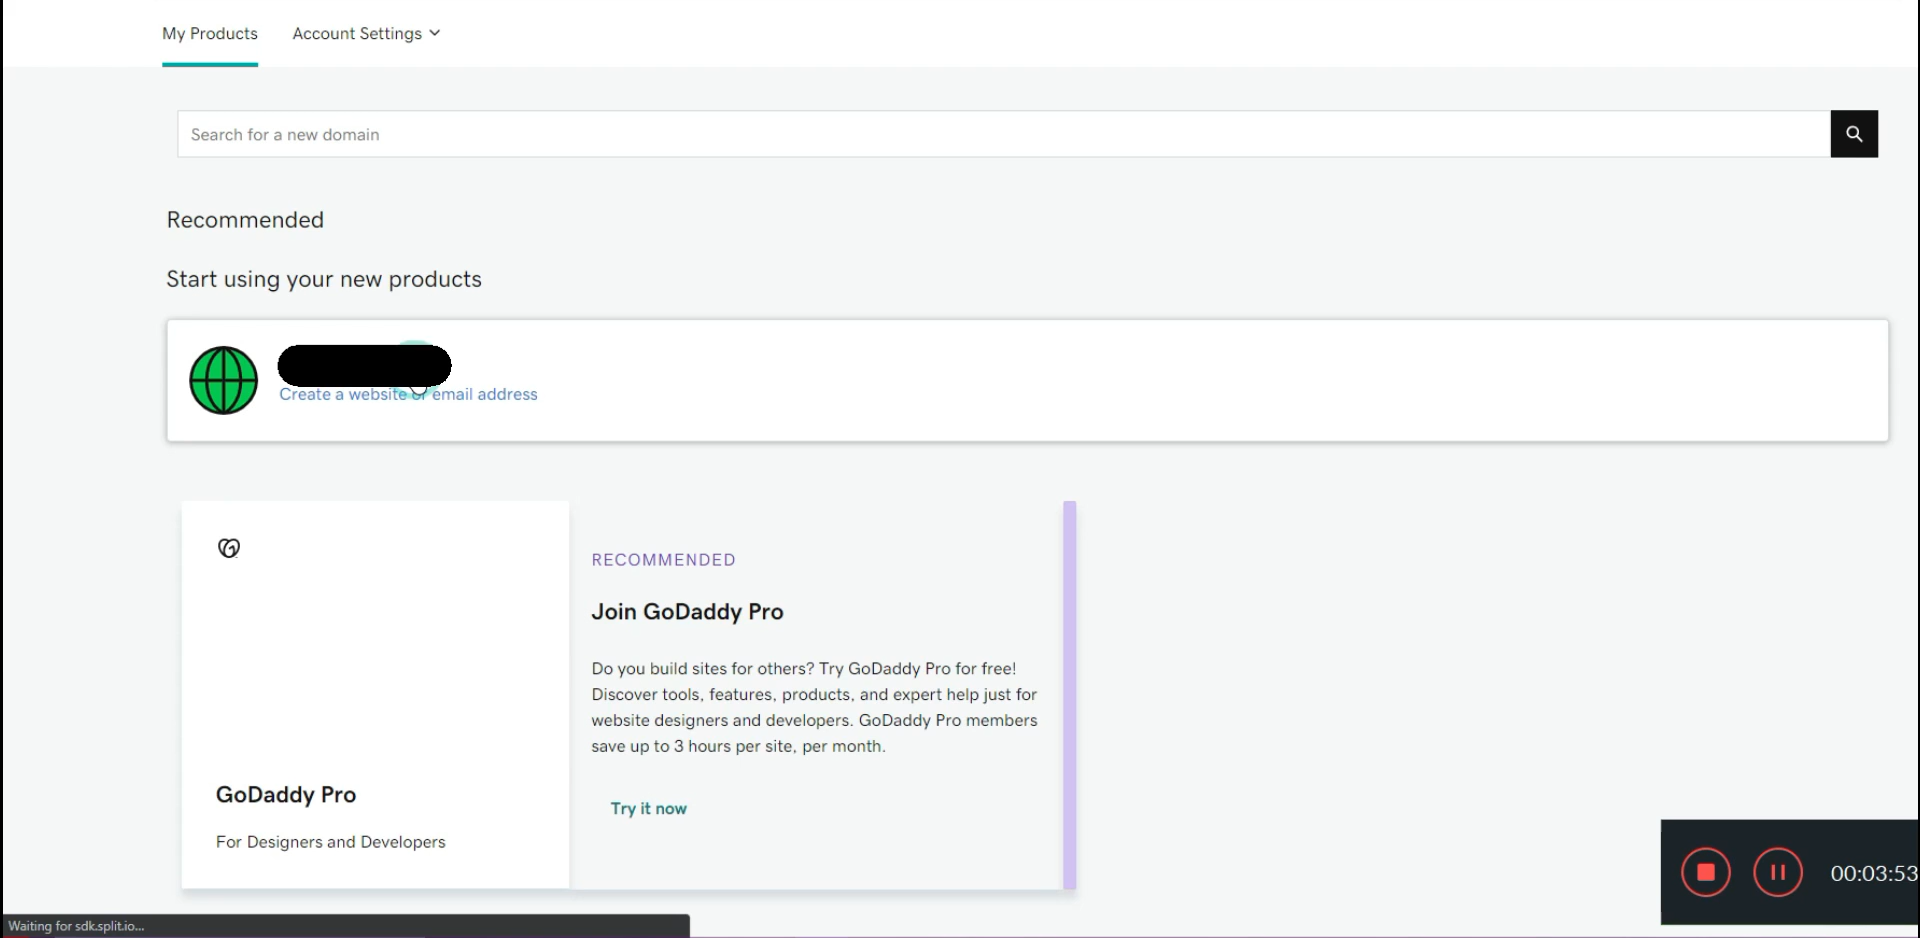 My Products Account Settings
Search for a new domain
Recommended
Start using your new products
Create a website or email address
RECOMMENDED
Join GoDaddy Pro
Do you build sites for others? Try GoDaddy Pro for free!
Discover tools, features, products, and expert help just for
website designers and developers. GoDaddy Pro members
save up to 3 hours per site, per month.
Try it now
GoDaddy Pro
For Designers and Developers
00:03:53
Waiting for sdk.split.io...